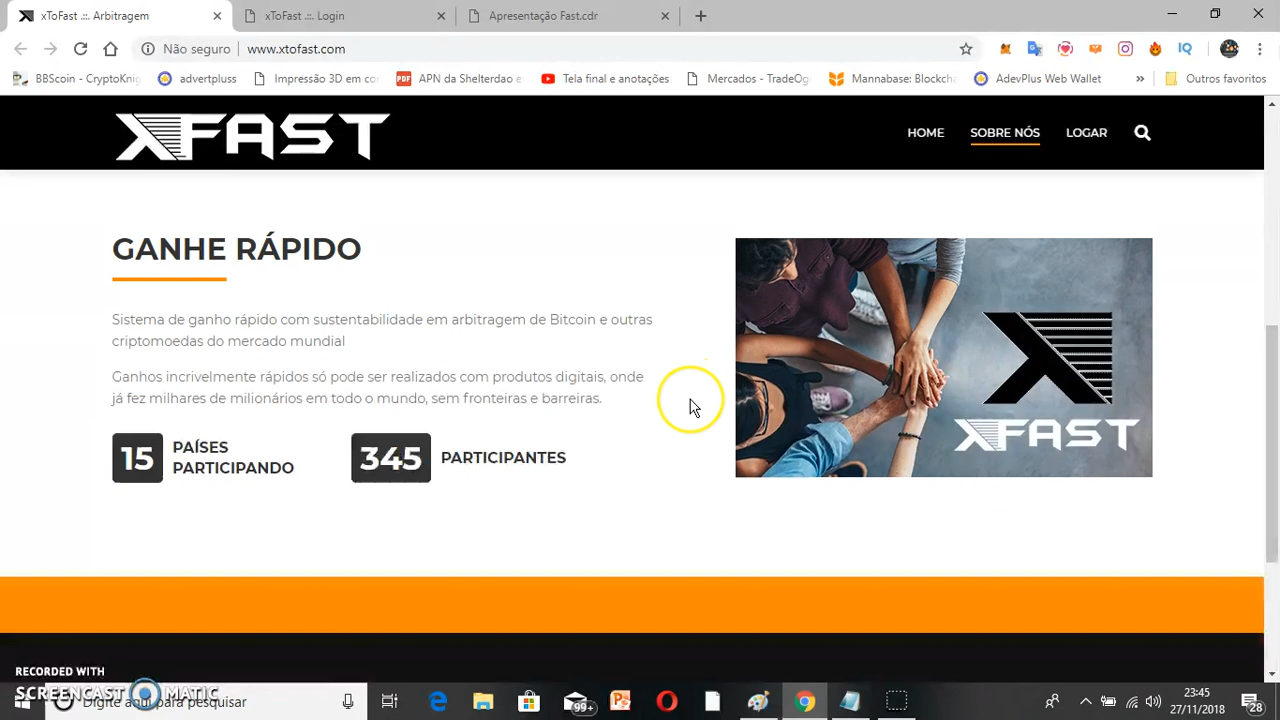 xToFast .::. Arbitragem
xToFast .::. Login
Apresentação Fast.cdr
Não seguro
www.xtofast.com
BBScoin - CryptoKni
advertpluss
Impressão 3D em co
APN da Shelterdao e
Tela final e anotações
Mercados - TradeOg
Mannabase: Blockch
AdevPlus Web Wallet
Outros favoritos
XFAST
HOME
SOBRE NÓS
LOGAR
GANHE RÁPIDO
Sistema de ganho rápido com sustentabilidade em arbitragem de Bitcoin e outras
criptomoedas do mercado mundial
Ganhos incrivelmente rápidos só pode ser realizados com produtos digitais, onde
já fez milhares de milionários em todo o mundo, sem fronteiras e barreiras.
15
PAÍSES
PARTICIPANDO
345 PARTICIPANTES
XFAST
RECORDED WITH
SCREENCAST MATIC
Digite aqui para pesquisar
99+
23:45
27/11/2018
28